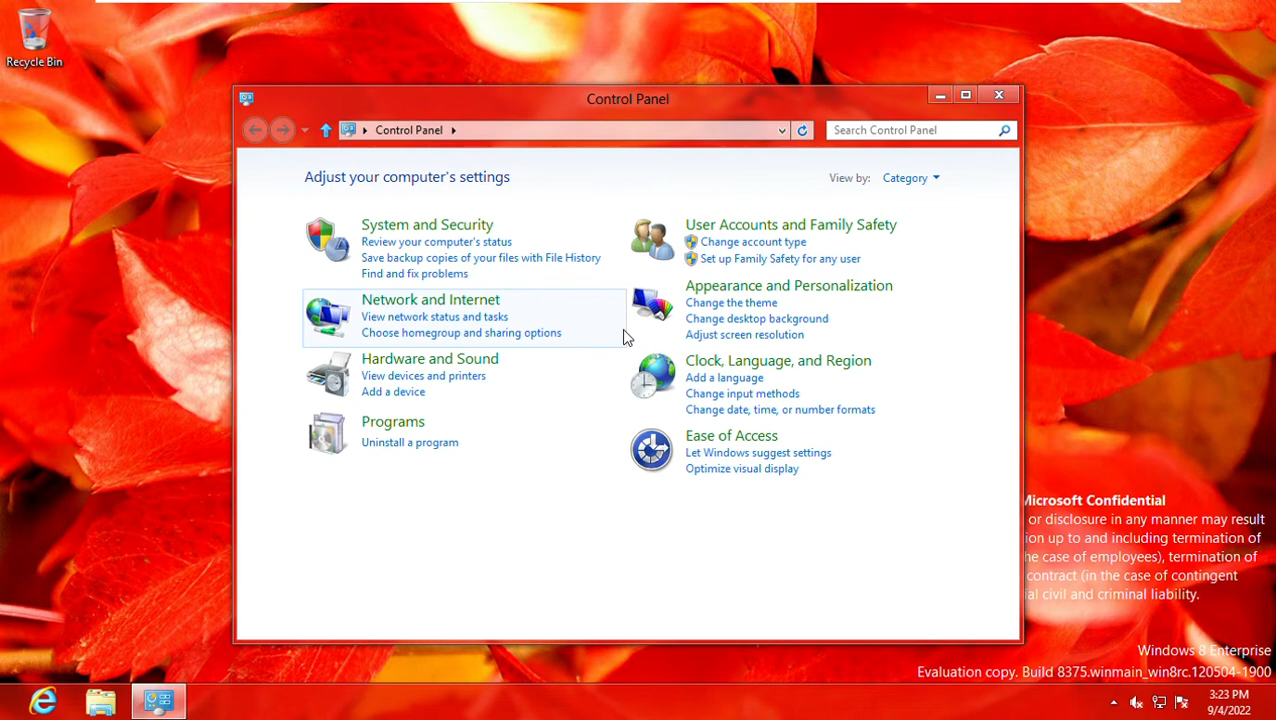 Recycle Bin
Control Panel
Control Panel
Search Control Panel
Adjust your computer's settings
View by: Category
System and Security
Review your computer's status
Save backup copies of your files with File History
Find and fix problems
Network and Internet
View network status and tasks
Choose homegroup and sharing options
Hardware and Sound
View devices and printers
Add a device
Programs
Uninstall a program
User Accounts and Family Safety
Change account type
Set up Family Safety for any user
Appearance and Personalization
Change the theme
Change desktop background
Adjust screen resolution
Clock, Language, and Region
Add a language
Change input methods
Change date, time, or number formats
Ease of Access
Let Windows suggest settings
Optimize visual display
Microsoft Confidential
or disclosure in any manner may result
ion up to and including termination of
he case of employees), termination of
contract (in the case of contingent
al civil and criminal liability.
Windows 8 Enterprise
Evaluation copy. Build 8375.winmain_win8rc.120504-1900
3:23 PM
9/4/2022